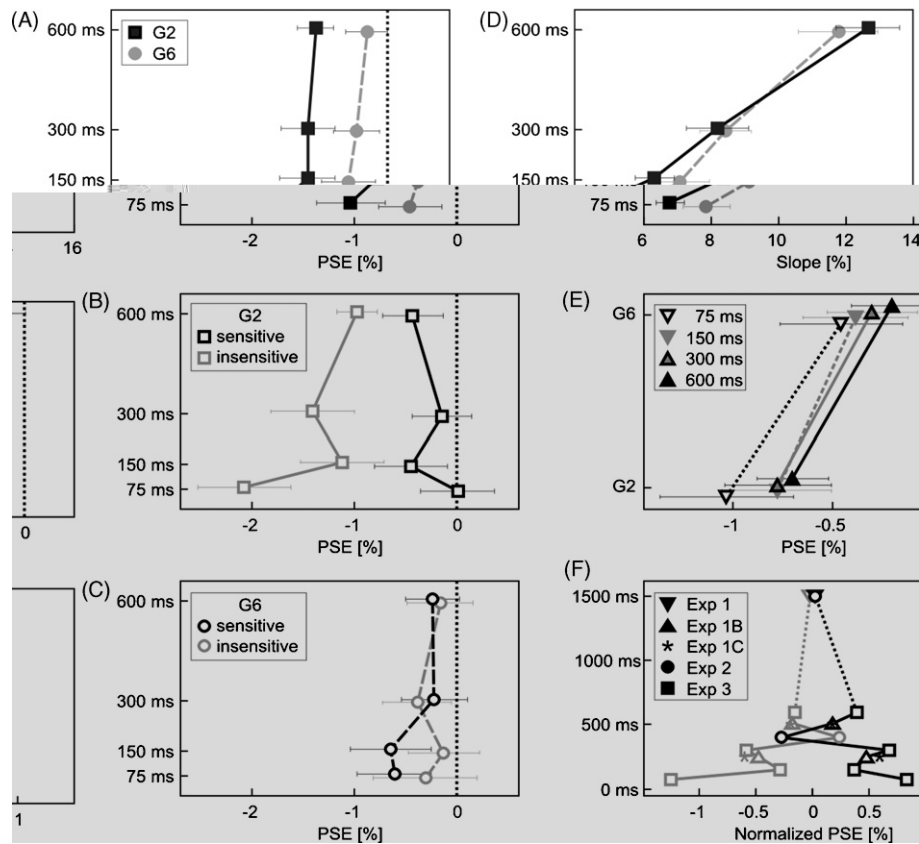 (A)
G2
G6
600 ms
300 ms
150 ms
75 ms
-2 -1 0
PSE [%]
(D)
600 ms
300 ms
150 ms
75 ms
6 8 10 12 14
Slope [%]
16
(B)
G2
sensitive
insensitive
600 ms
300 ms
150 ms
75 ms
-2 -1 0
PSE [%]
0
(E)
75 ms
150 ms
300 ms
600 ms
G6
G2
-1 -0.5
PSE [%]
(C)
G6
sensitive
insensitive
600 ms
300 ms
150 ms
75 ms
-2 -1 0
PSE [%]
1
(F)
Exp 1
Exp 1B
Exp 1C
Exp 2
Exp 3
1500 ms
1000 ms
500 ms
0 ms
-1 -0.5 0 0.5
Normalized PSE [%]